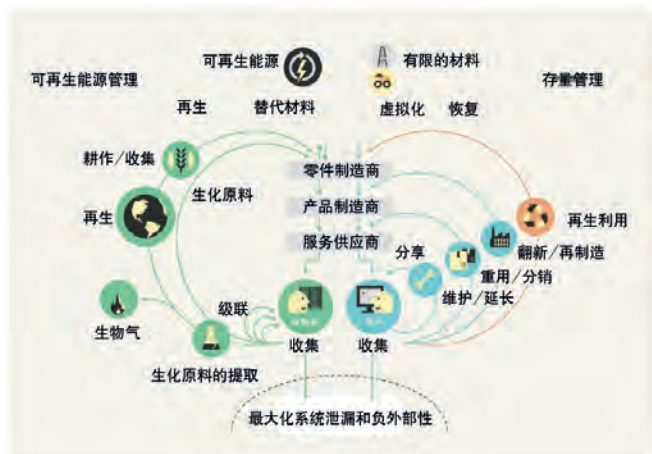 可再生能源
有限的材料
可再生能源管理
存量管理
再生
替代材料
虚拟化
恢复
耕作/收集
零件制造商
生化原料
产品制造商
再生
再生利用
服务供应商
翻新/再制造
分享
重用/分销
维护/延长
级联
生物气
收集
收集
生化原料的提取
最大化系统泄漏和负外部性